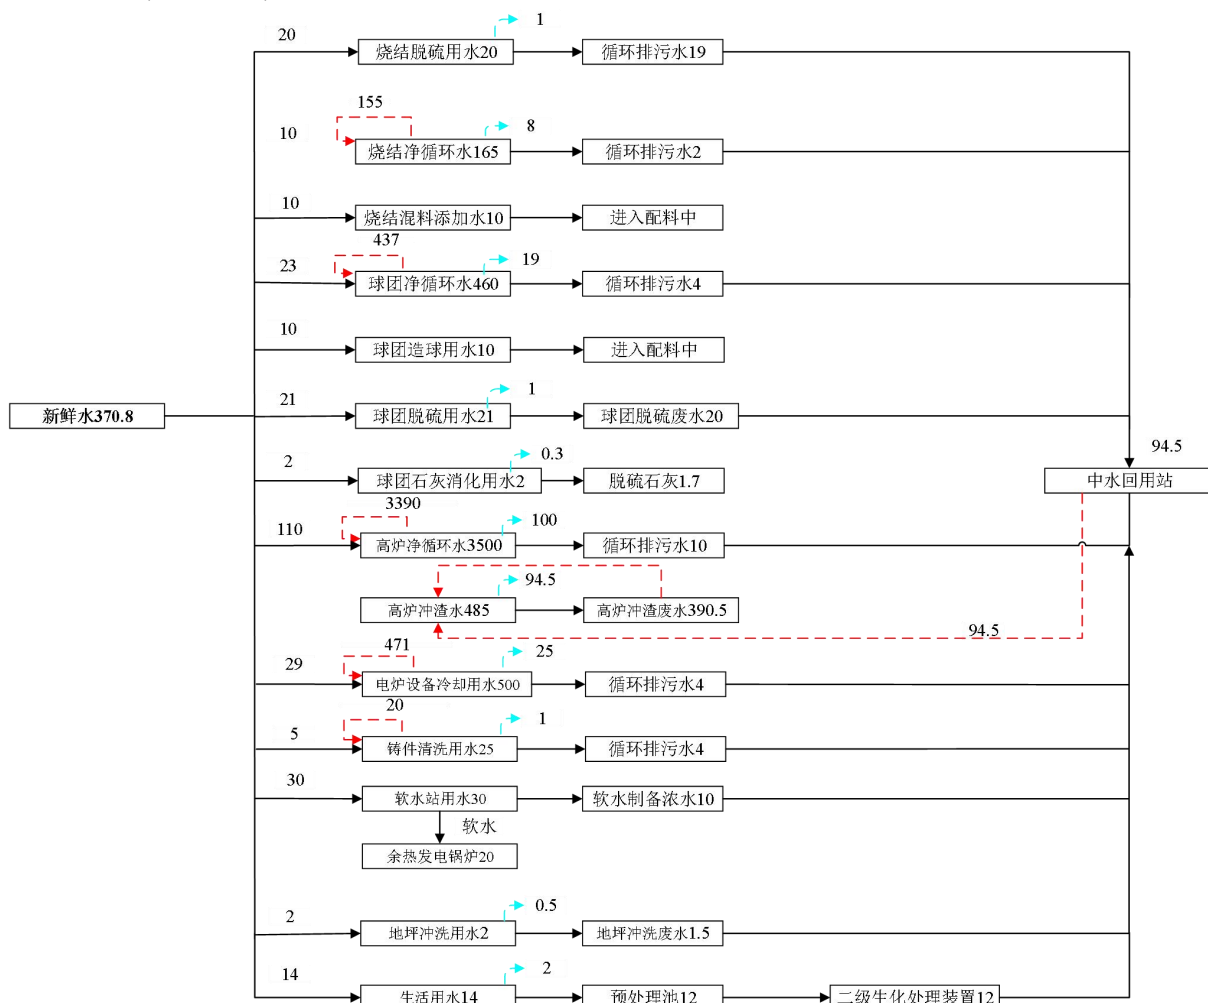 20
烧结脱硫用水20
1
循环排污水19
155
10
烧结净循环水165
8
循环排污水2
10
烧结混料添加水10
进入配料中
437
23
球团净循环水460
19
循环排污水4
10
球团造球用水10
进入配料中
新鲜水370.8
21
球团脱硫用水21
1
球团脱硫废水20
94.5
中水回用站
2
球团石灰消化用水2
0.3
脱硫石灰1.7
3390
110
高炉净循环水3500
100
循环排污水10
高炉冲渣水485
94.5
高炉冲渣废水390.5
94.5
471
29
电炉设备冷却用水500
25
循环排污水4
20
5
铸件清洗用水25
1
循环排污水4
30
软水站用水30
软水制备浓水10
软水
余热发电锅炉20
2
地坪冲洗用水2
0.5
地坪冲洗废水1.5
14
生活用水14
2
预处理池12
二级生化处理装置12